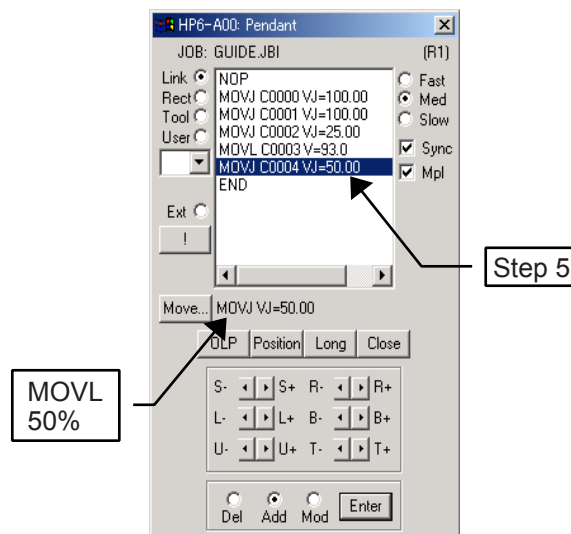 HP6-A00: Pendant
JOB: GUIDE.JBI (R1)
Link
Rect
Tool
User
Ext
!
NOP
MOVJ C0000 VJ=100.00
MOVJ C0001 VJ=100.00
MOVJ C0002 VJ=25.00
MOVL C0003 V=93.0
MOVJ C0004 VJ=50.00
END
Fast
Med
Slow
Sync
Mpl
Step 5
Move... MOVJ VJ=50.00
OLP Position Long Close
MOVL
50%
S- S+ R- R+
L- L+ B- B+
U- U+ T- T+
Del Add Mod Enter